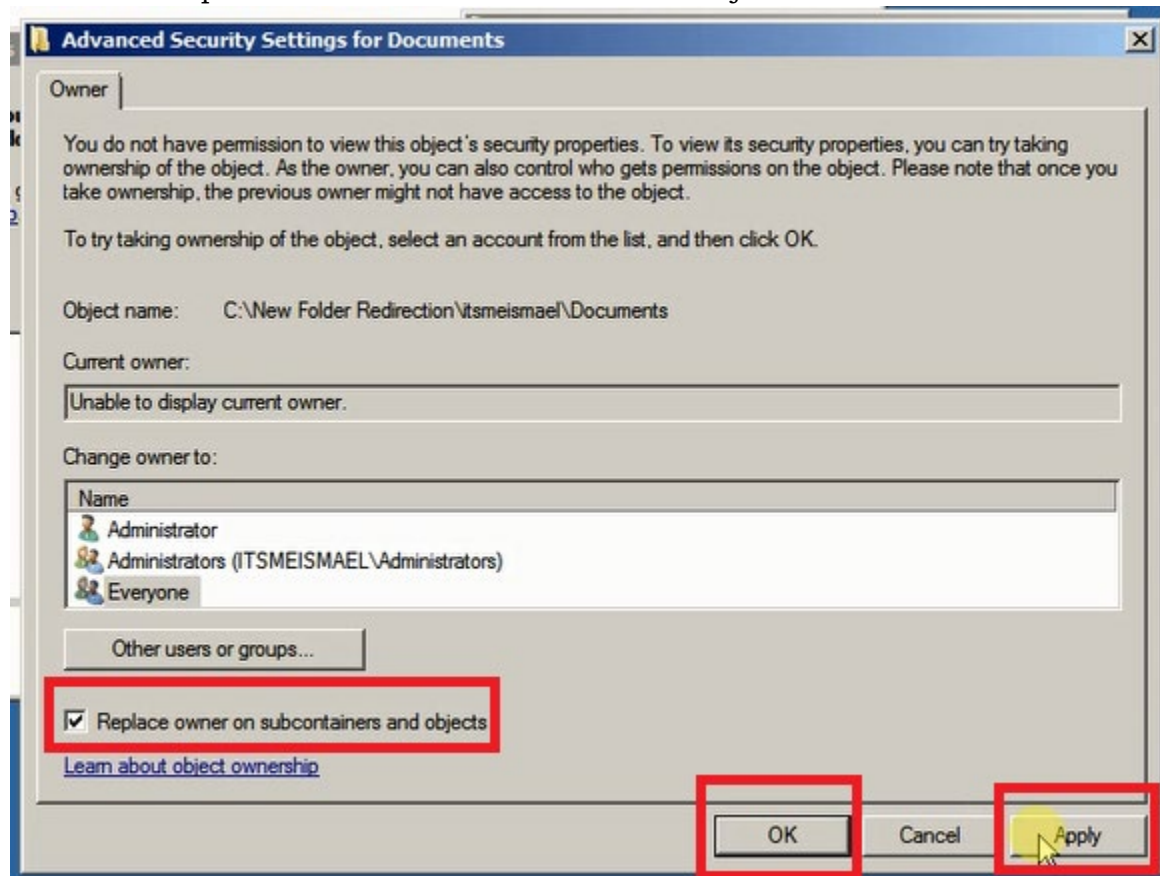 Advanced Security Settings for Documents
Owner
You do not have permission to view this object's security properties. To view its security properties, you can try taking
ownership of the object. As the owner, you can also control who gets permissions on the object. Please note that once you
take ownership, the previous owner might not have access to the object.
To try taking ownership of the object, select an account from the list, and then click OK.
Object name: C:\New Folder Redirection\itsmeismael\Documents
Current owner:
Unable to display current owner.
Change owner to:
Name
Administrator
Administrators (ITSMEISMAEL\Administrators)
Everyone
Other users or groups...
Replace owner on subcontainers and objects
Learn about object ownership
OK Cancel Apply